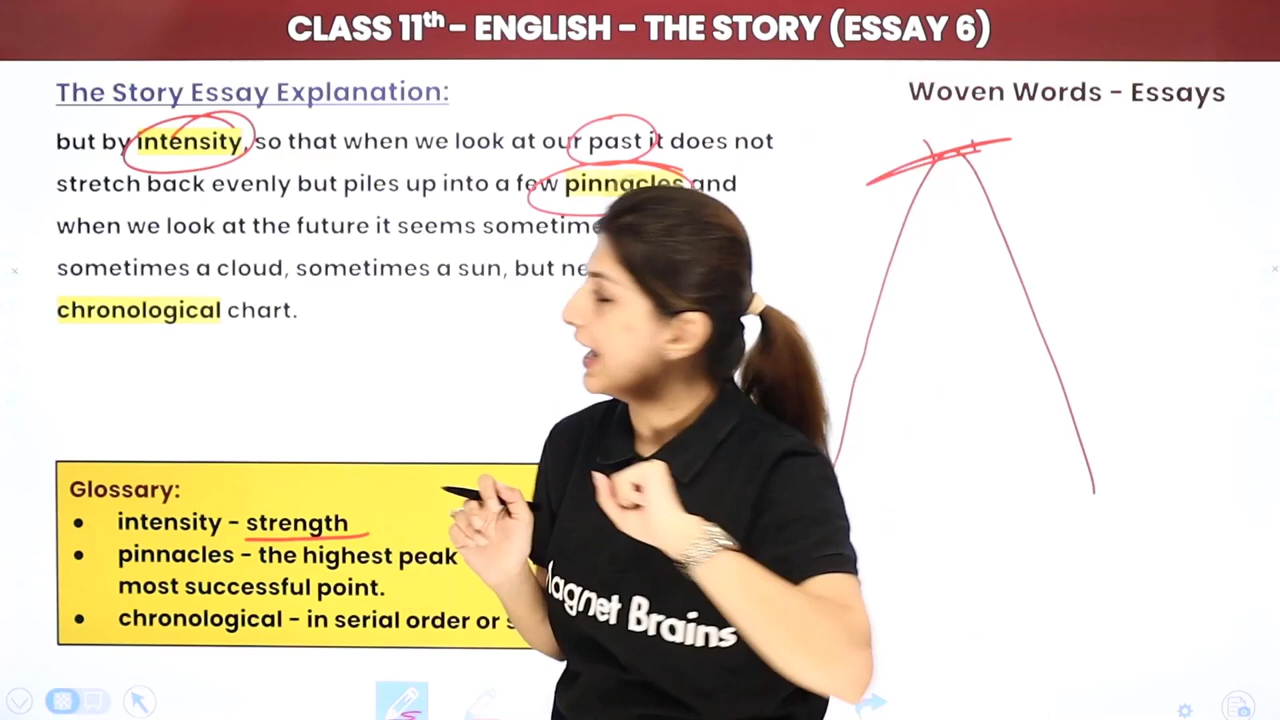 CLASS 11th - ENGLISH - THE STORY (ESSAY 6)
The Story Essay Explanation:
Woven Words - Essays
but by intensity, so that when we look at our past it does not
stretch back evenly but piles up into a few pinnacles and
when we look at the future it seems
sometimes a cloud, sometimes a sun, but
chronological chart.
Glossary:
intensity - strength
pinnacles - the highest peak
most successful point.
chronological - in serial order or
Magnet Brains